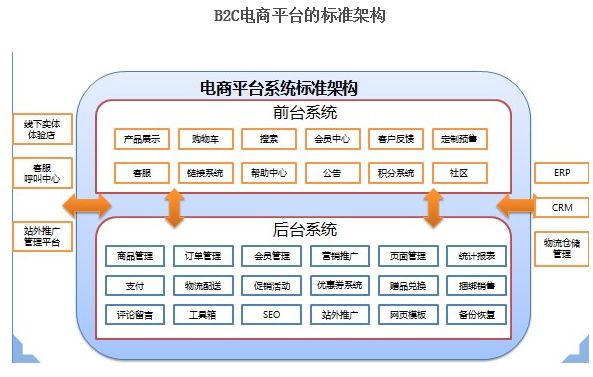 B2C电商平台的标准架构
电商平台系统标准架构
前台系统
产品展示 购物车 搜索 会员中心 客户反馈 定制预售
客服 链接系统 帮助中心 公告 积分系统 社区
线下实体
体验店
客服
呼叫中心
站外推广
管理平台
ERP
CRM
物流仓储
管理
后台系统
商品管理 订单管理 会员管理 营销推广 页面管理 统计报表
支付 物流配送 促销活动 优惠券系统 赠品兑换 捆绑销售
评论留言 工具箱 SEO 站外推广 网页模板 备份恢复